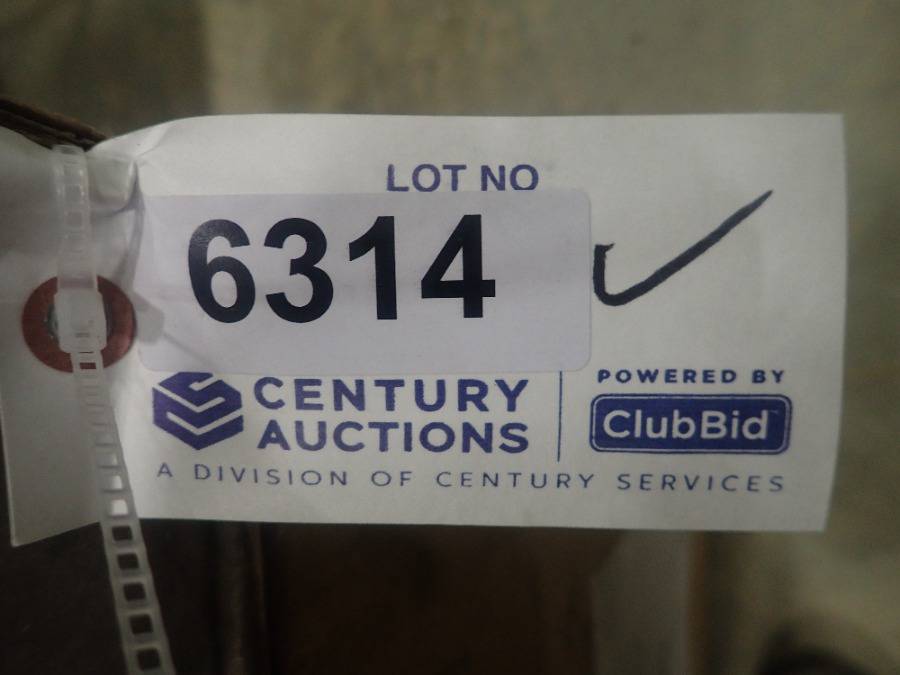 LOT NO
6314
CENTURY
AUCTIONS
POWERED BY
ClubBid
A DIVISION OF CENTURY SERVICES